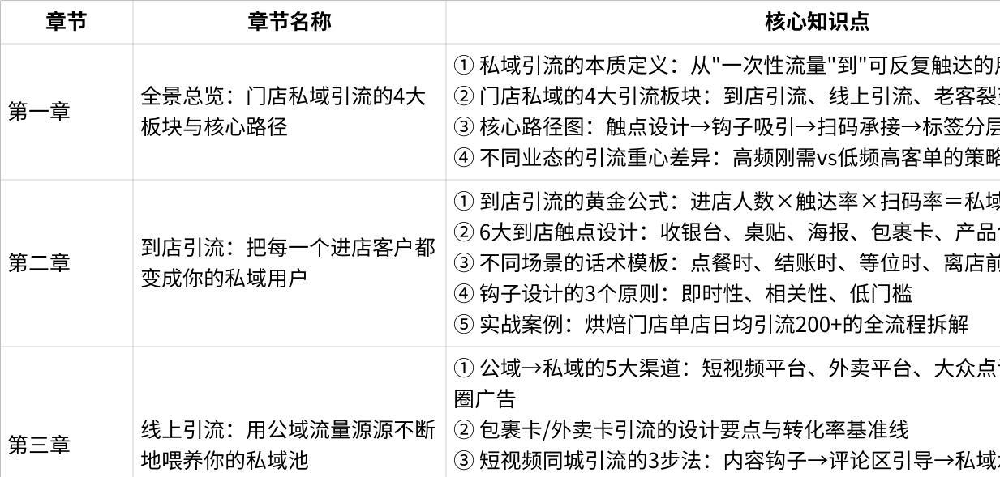 章节 章节名称 核心知识点
第一章
全景总览：门店私域引流的4大
板块与核心路径
① 私域引流的本质定义：从"一次性流量"到"可反复触达的
② 门店私域的4大引流板块：到店引流、线上引流、老客裂
③ 核心路径图：触点设计→钩子吸引→扫码承接→标签分层
④ 不同业态的引流重心差异：高频刚需vs低频高客单的策略
第二章
到店引流：把每一个进店客户都
变成你的私域用户
① 到店引流的黄金公式：进店人数×触达率×扫码率＝私域
② 6大到店触点设计：收银台、桌贴、海报、包裹卡、产品
③ 不同场景的话术模板：点餐时、结账时、等位时、离店前
④ 钩子设计的3个原则：即时性、相关性、低门槛
⑤ 实战案例：烘焙门店单店日均引流200+的全流程拆解
第三章
线上引流：用公域流量源源不断
地喂养你的私域池
① 公域→私域的5大渠道：短视频平台、外卖平台、大众点
圈广告
② 包裹卡/外卖卡引流的设计要点与转化率基准线
③ 短视频同城引流的3步法：内容钩子→评论区引导→私域